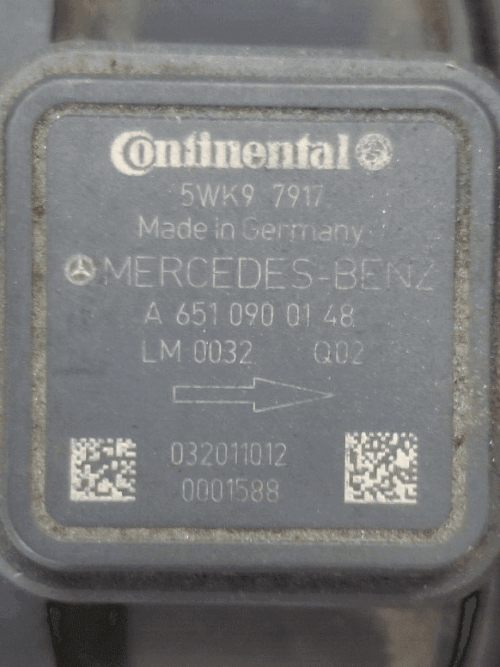 Continental
5WK9 7917
Made in Germany
MERCEDES-BENZ
A 651 090 01 48
LM 0032 Q02
032011012
0001588